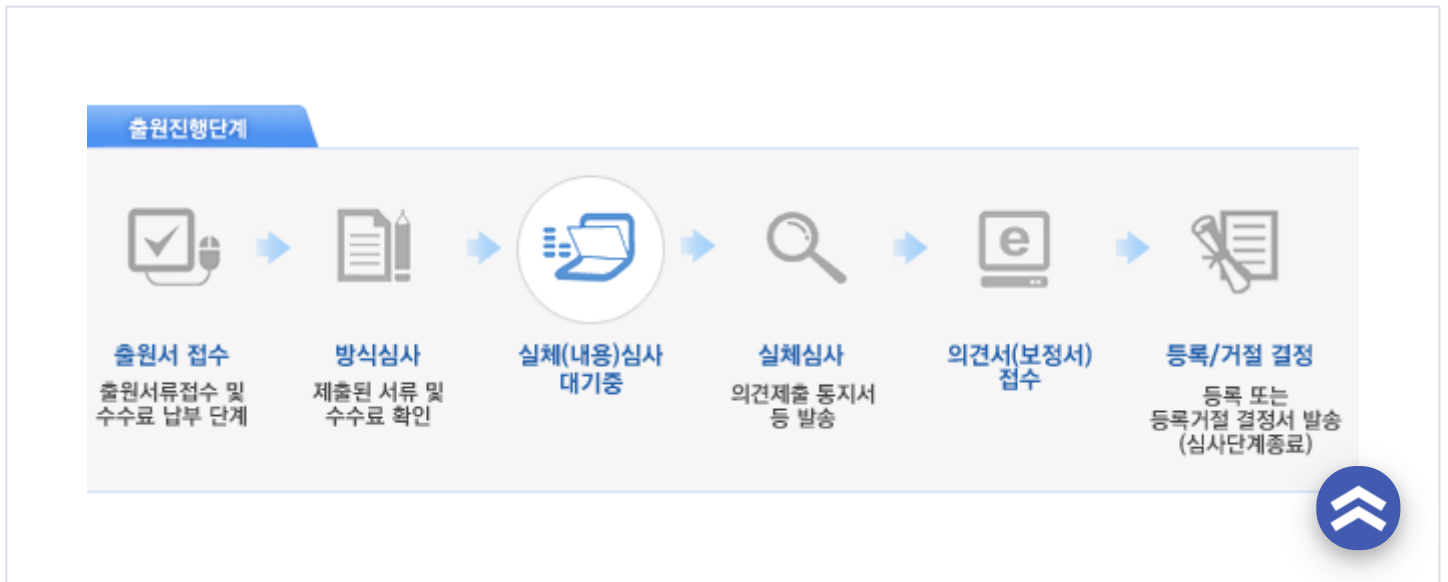 출원진행단계
출원서 접수
출원서류접수 및
수수료 납부 단계
방식심사
제출된 서류 및
수수료 확인
실체(내용)심사
대기중
실체심사
의견제출 통지서
등 발송
e
의견서(보정서)
접수
등록/거절 결정
등록 또는
등록거절 결정서 발송
(심사단계종료)